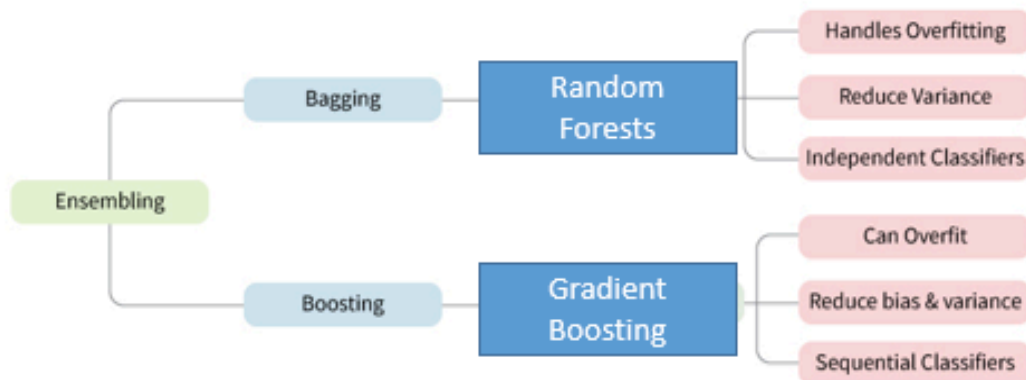 Ensembling
Bagging
Random
Forests
Handles Overfitting
Reduce Variance
Independent Classifiers
Boosting
Gradient
Boosting
Can Overfit
Reduce bias & variance
Sequential Classifiers